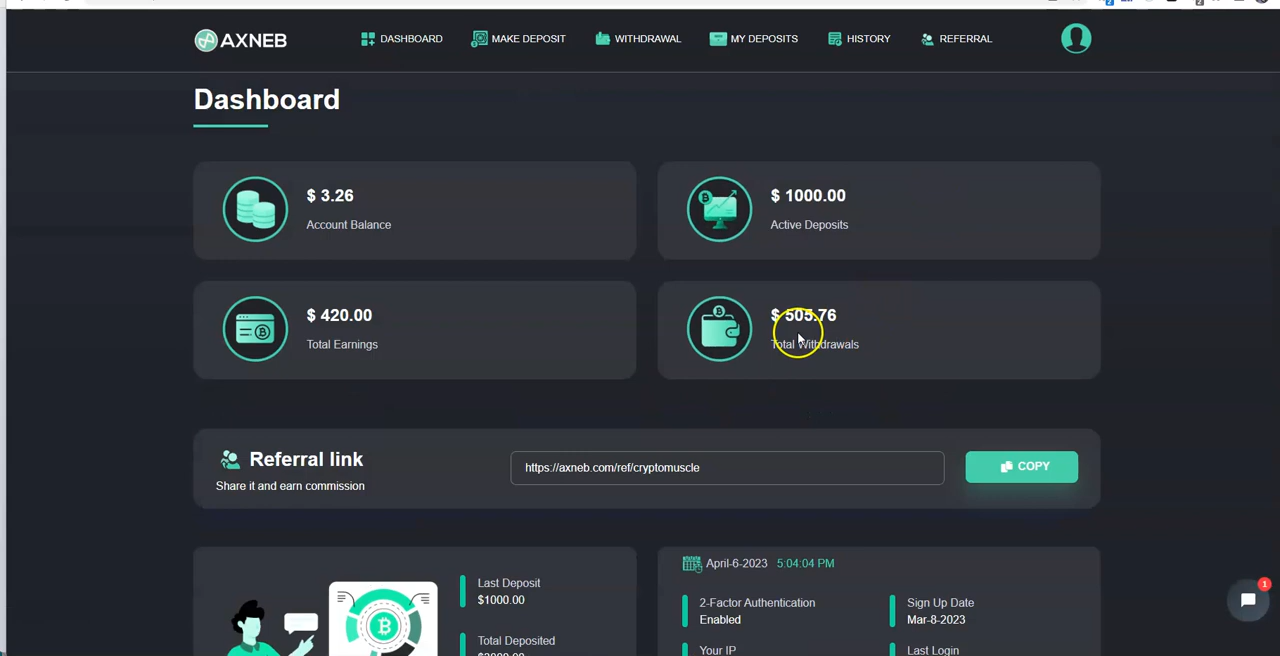 AXNEB
DASHBOARD
MAKE DEPOSIT
WITHDRAWAL
MY DEPOSITS
HISTORY
REFERRAL
Dashboard
$ 3.26
Account Balance
$ 1000.00
Active Deposits
$ 420.00
Total Earnings
$ 505.76
Total Withdrawals
Referral link
Share it and earn commission
https://axneb.com/ref/cryptomuscle
COPY
Last Deposit
$1000.00
Total Deposited
April-6-2023 5:04:04 PM
2-Factor Authentication
Enabled
Sign Up Date
Mar-8-2023
Your IP
Last Login
1